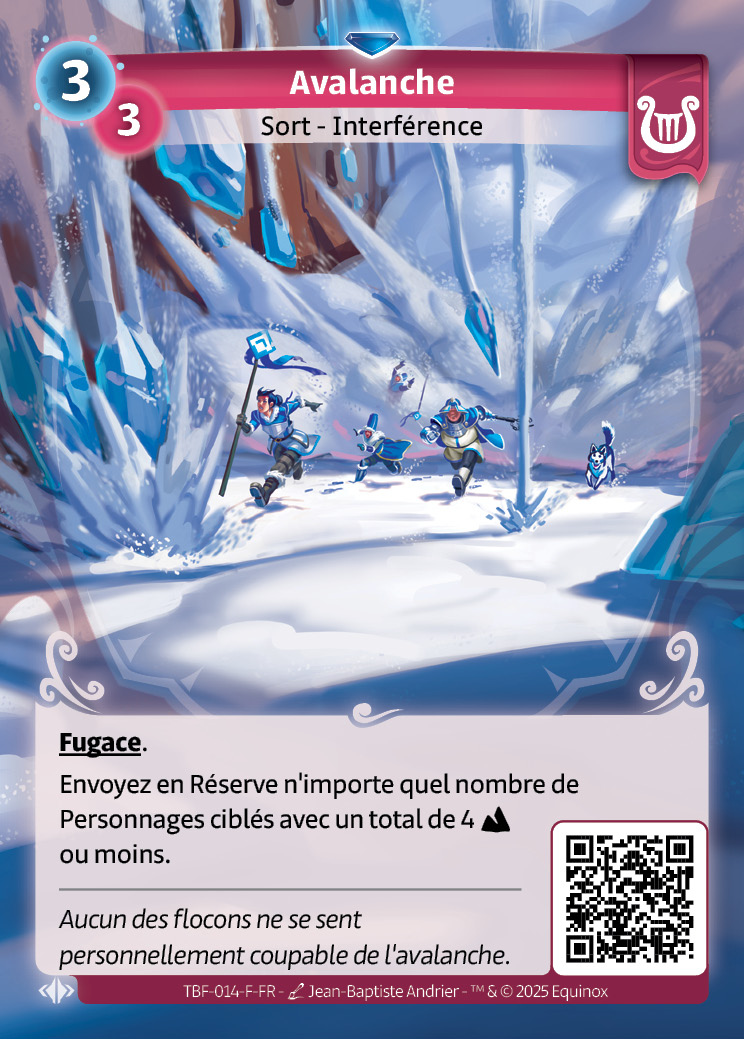 3
Avalanche
3
Sort - Interférence
Fugace.
Envoyez en Réserve n'importe quel nombre de
Personnages ciblés avec un total de 4
ou moins.
Aucun des flocons ne se sent
personnellement coupable de l'avalanche.
TBF-014-F-FR - Jean-Baptiste Andrier - ™ & © 2025 Equinox